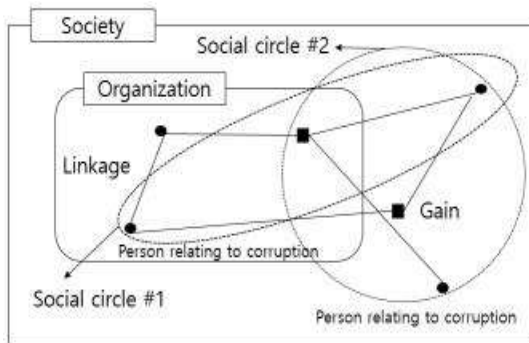 Society
Social circle #2
Organization
Linkage
Gain
Person relating to corruption
Social circle #1
Person relating to corruption